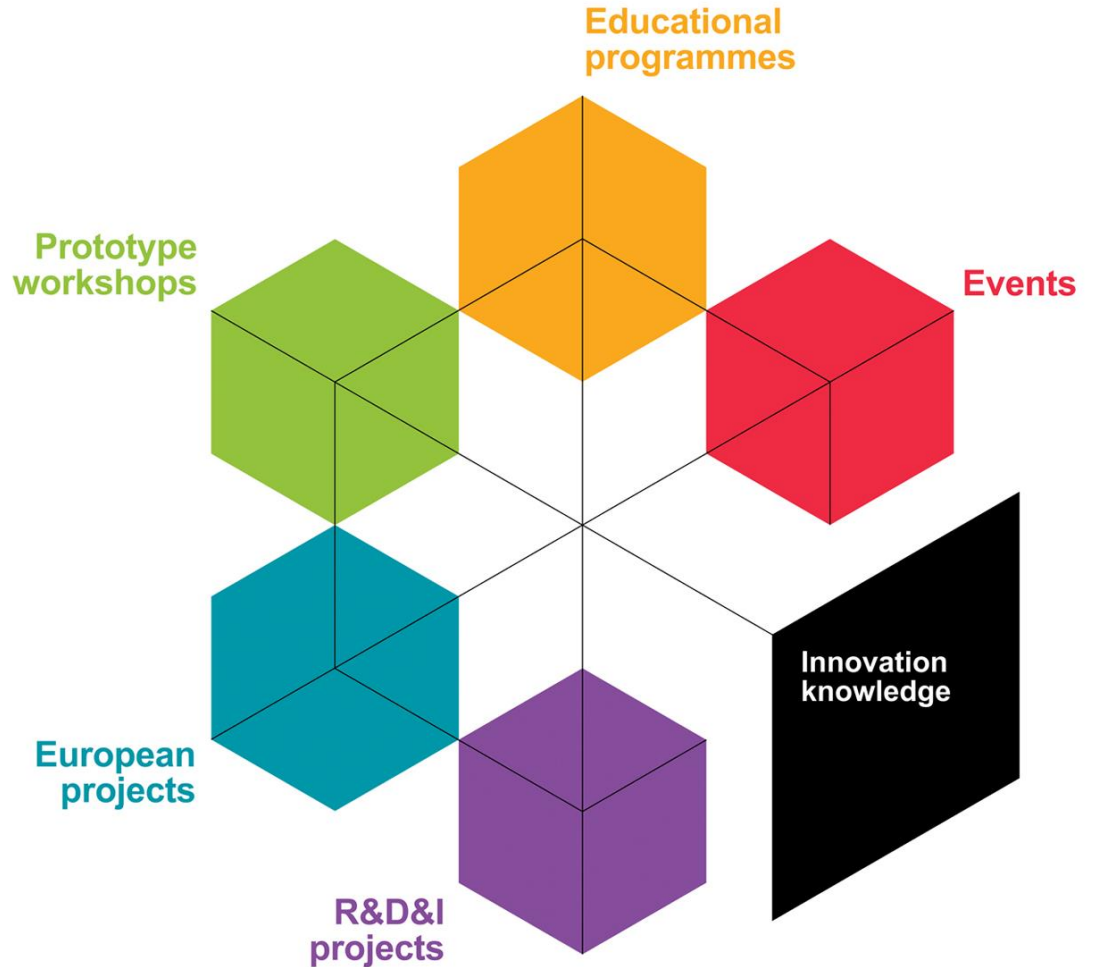 Educational
programmes
Prototype
workshops
Events
Innovation
knowledge
European
projects
R&D&I
projects